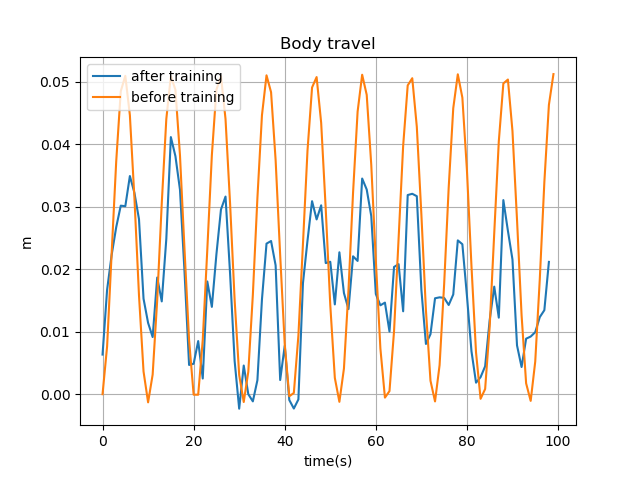 Body travel
after training
before training
0.05
0.04
0.03
0.02
0.01
0.00
m
0 20 40 60 80 100
time(s)